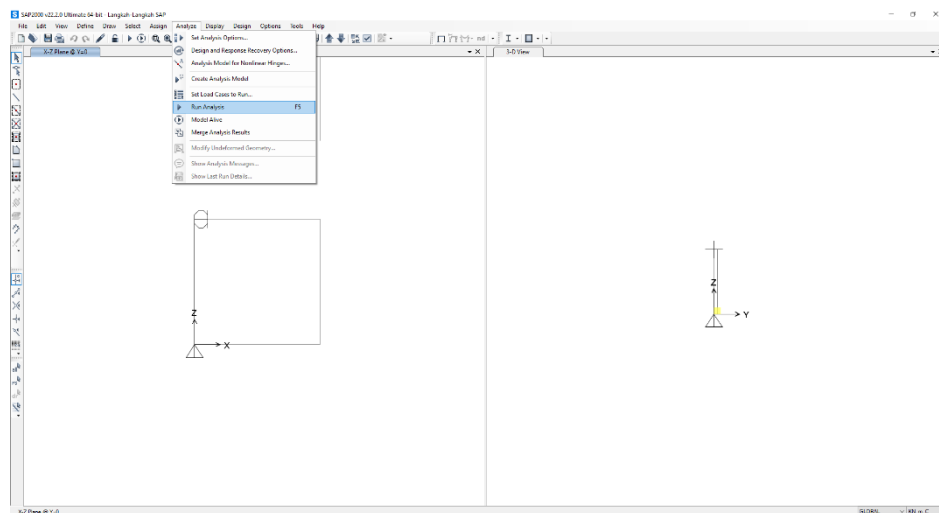 SAP2000 v22.2.0 Ultimate 64-bit - Langkah-Langkah SAP
File Edit View Define Draw Select Assign Analyze Display Design Options Tools Help
X-Z Plane @ Y=0
3-D View
Set Analysis Options...
Design and Response Recovery Options...
Analysis Model for Nonlinear Hinges...
Create Analysis Model
Set Load Cases to Run...
Run Analysis F5
Model Alive
Merge Analysis Results
Modify Undeformed Geometry...
Show Analysis Messages...
Show Last Run Details...
nd
Z
X
Z
Y
X-Z Plane @ Y=0
GLOBAL
KN, m, C